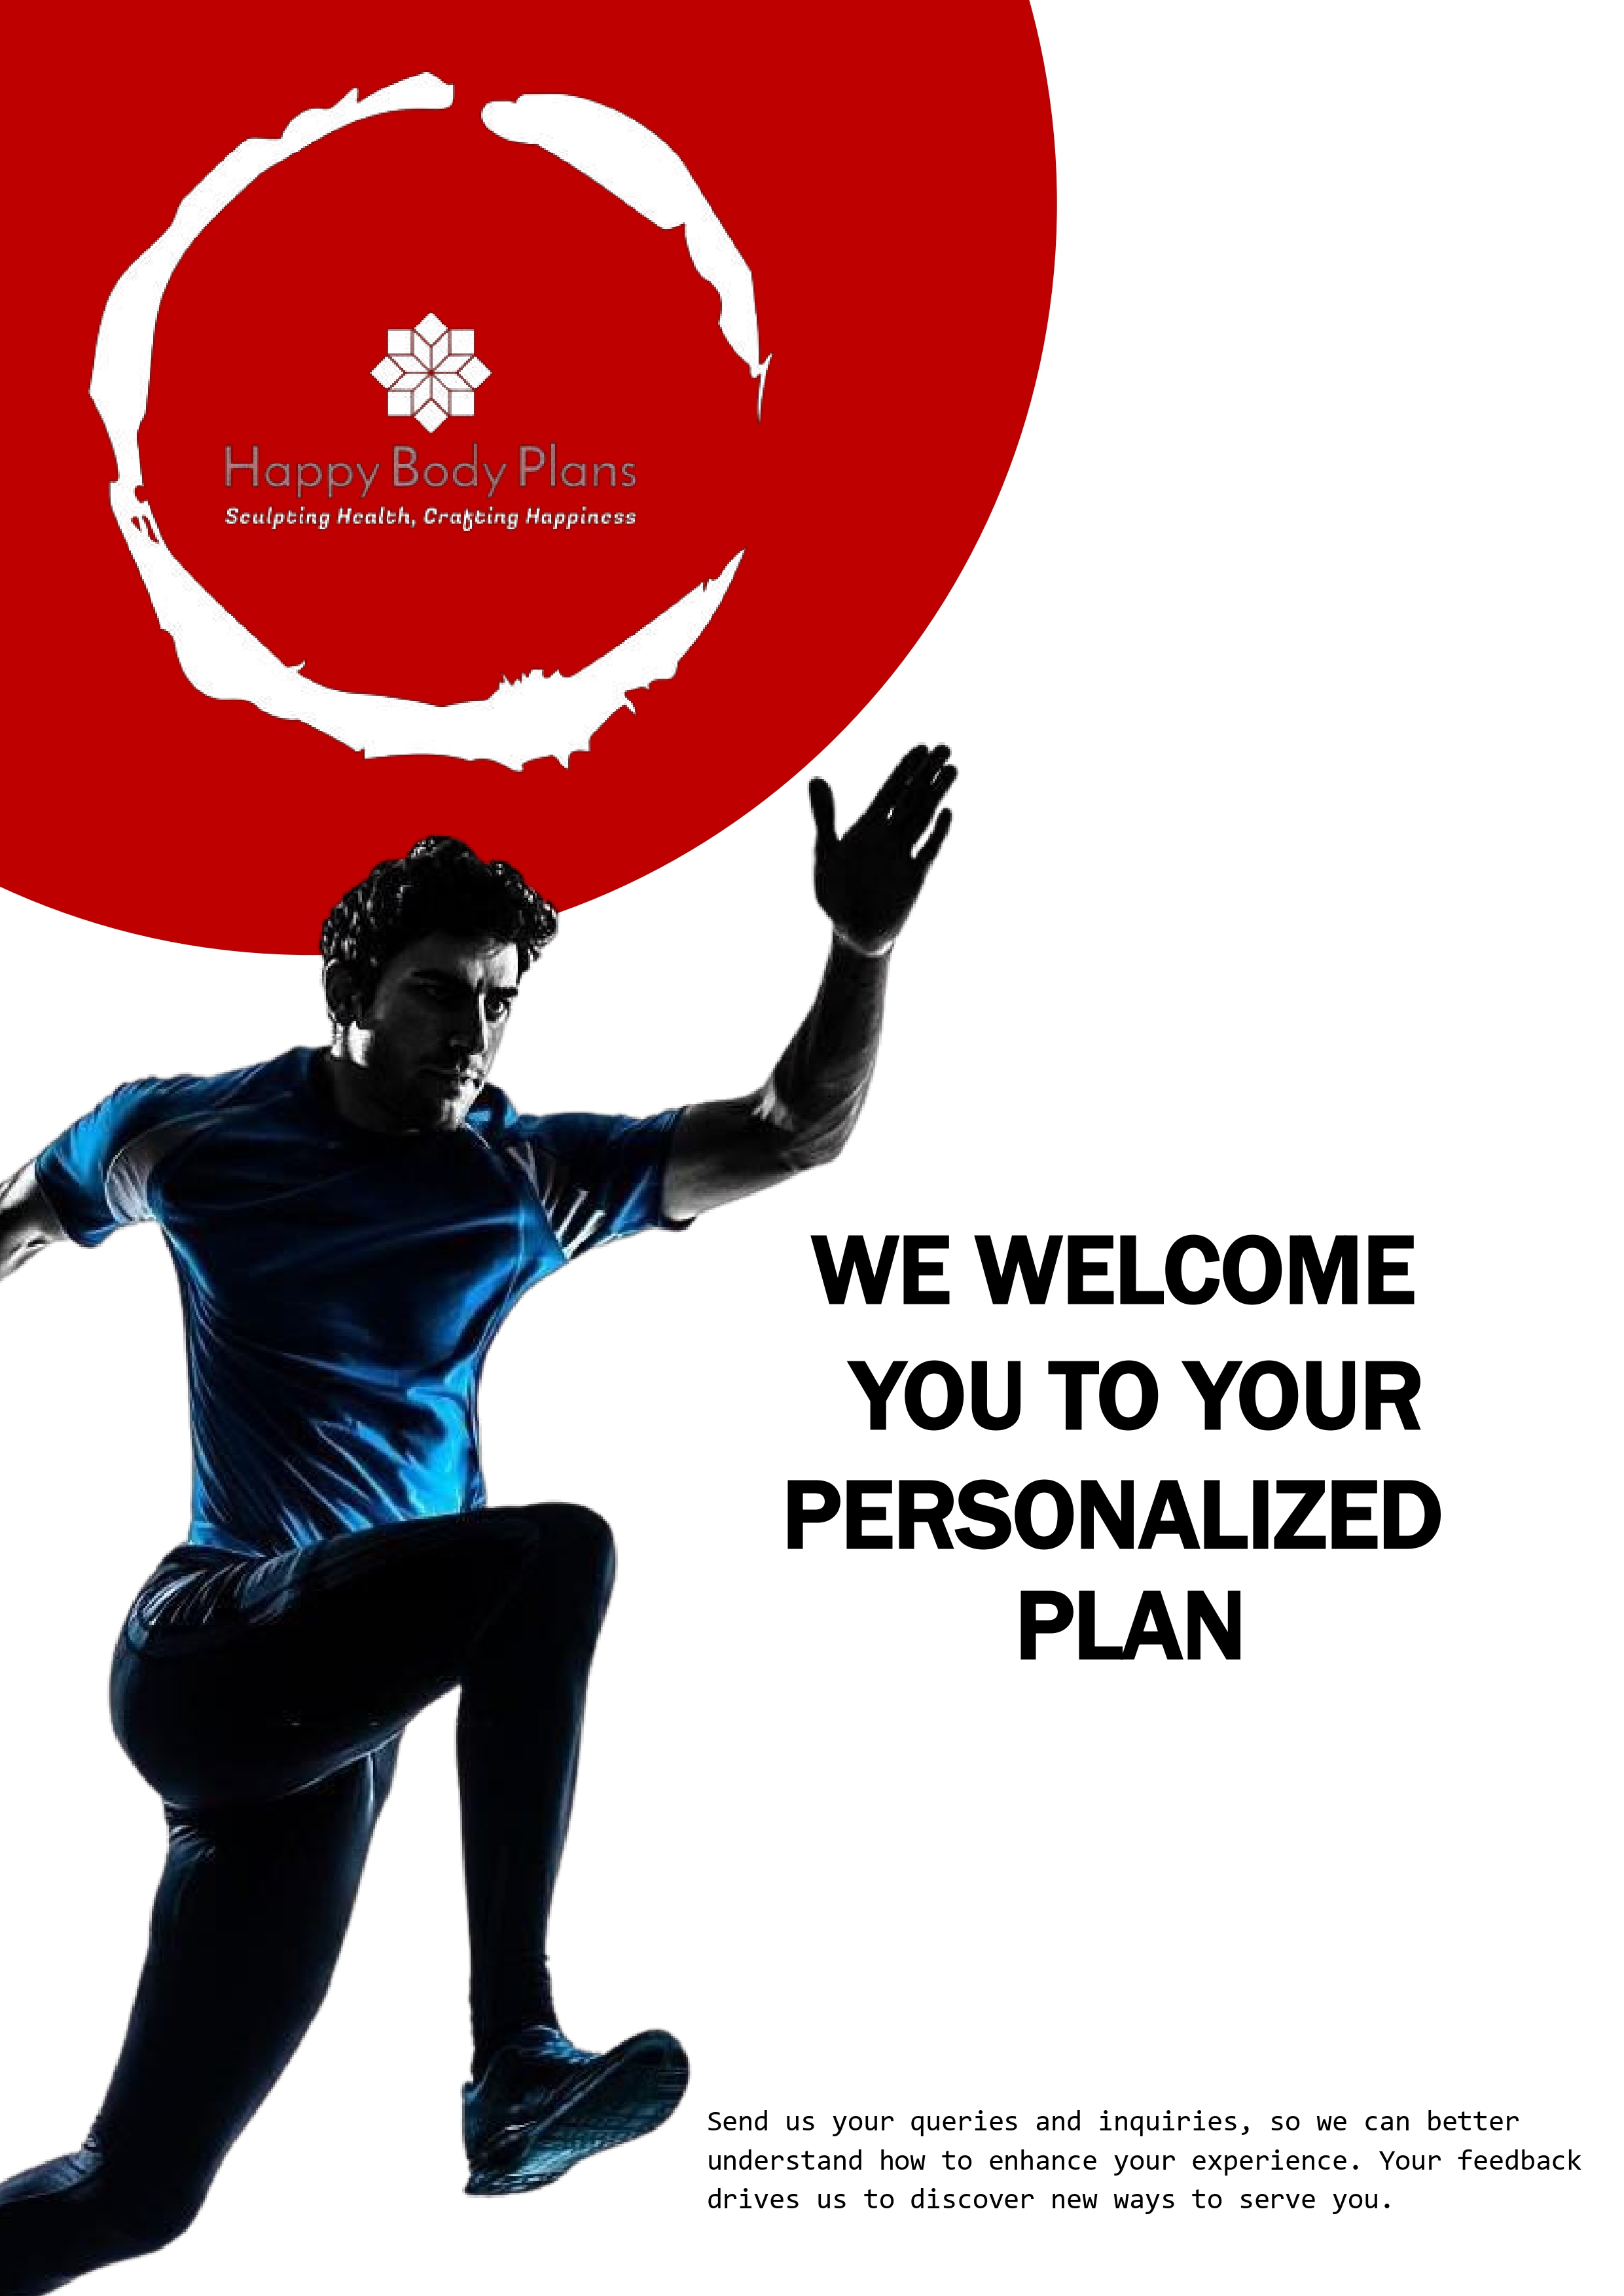 Happy Body Plans
Sculpting Health, Crafting Happiness
WE WELCOME
YOU TO YOUR
PERSONALIZED
PLAN
Send us your queries and inquiries, so we can better
understand how to enhance your experience. Your feedback
drives us to discover new ways to serve you.